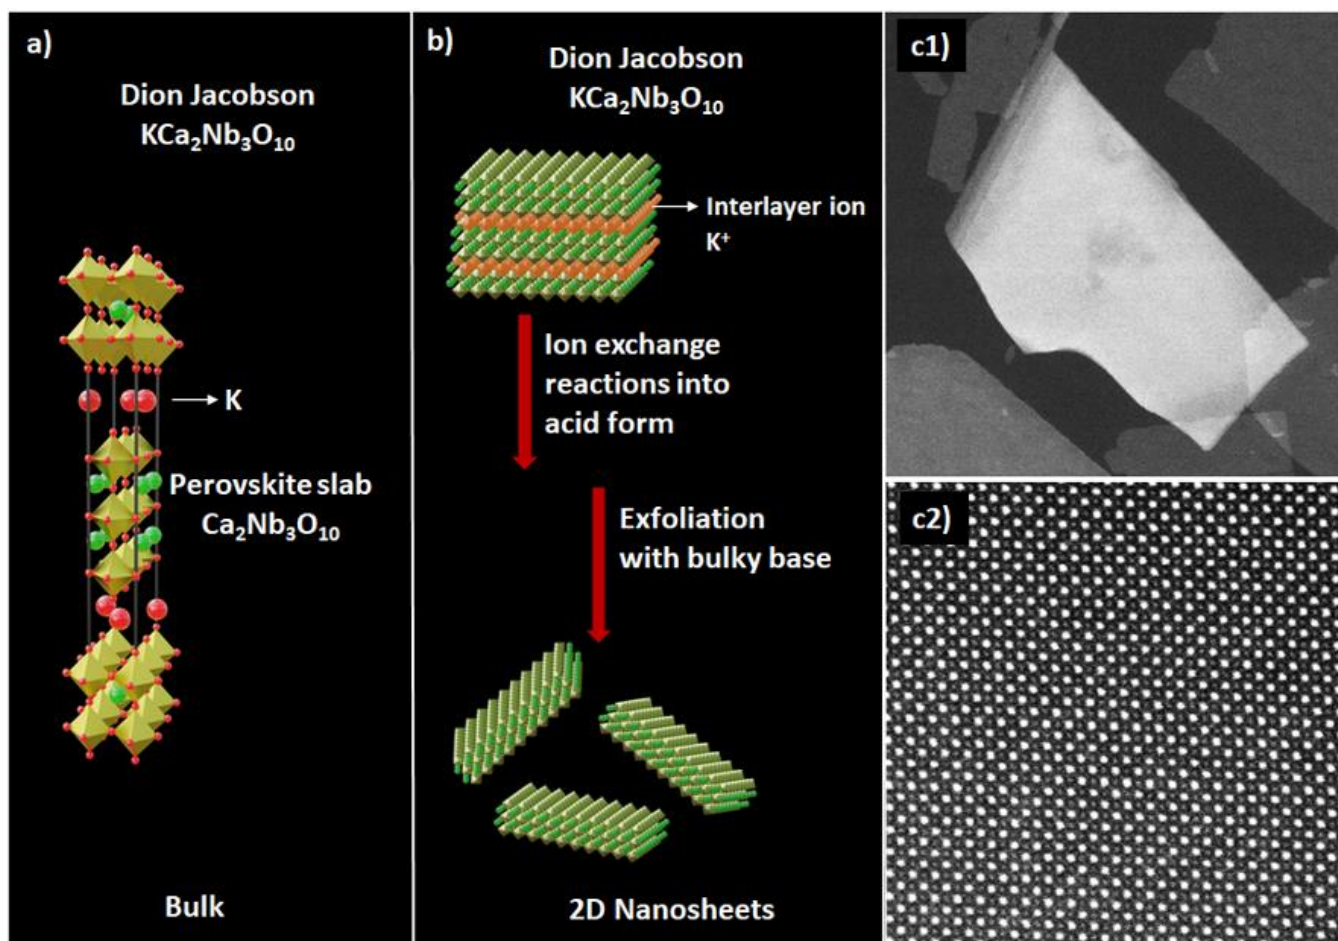 a)
Dion Jacobson
KCa₂Nb₃O₁₀
K
Perovskite slab
Ca₂Nb₃O₁₀
Bulk
b)
Dion Jacobson
KCa₂Nb₃O₁₀
Interlayer ion
K⁺
Ion exchange
reactions into
acid form
Exfoliation
with bulky base
2D Nanosheets
c1)
c2)